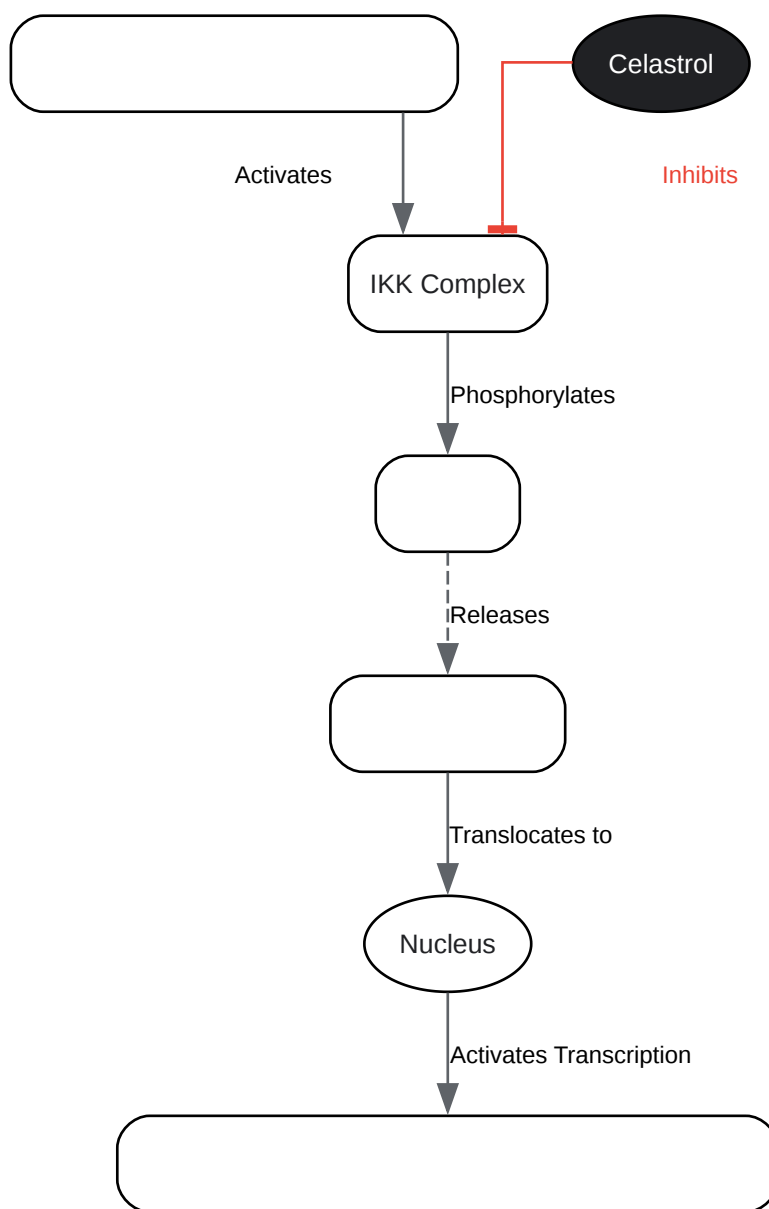 Celastrol
Activates
Inhibits
IKK Complex
Phosphorylates
Releases
Translocates to
Nucleus
Activates Transcription